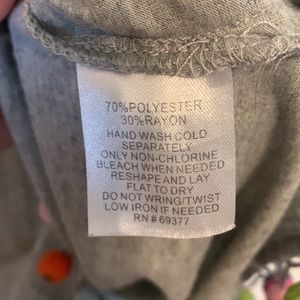 70%POLYESTER
30%RAYON
HAND WASH COLD
SEPARATELY
ONLY NON-CHLORINE
BLEACH WHEN NEEDED
RESHAPE AND LAY
FLAT TO DRY
DO NOT WRING/TWIST
LOW IRON IF NEEDED
RN# 69377